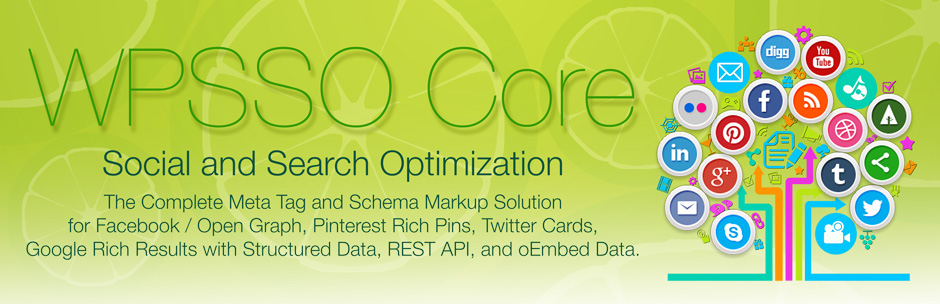 WPSSO Core
Social and Search Optimization
The Complete Meta Tag and Schema Markup Solution
for Facebook / Open Graph, Pinterest Rich Pins, Twitter Cards,
Google Rich Results with Structured Data, REST API, and oEmbed Data.
digg
You
Tube
f
in
g+
t
S